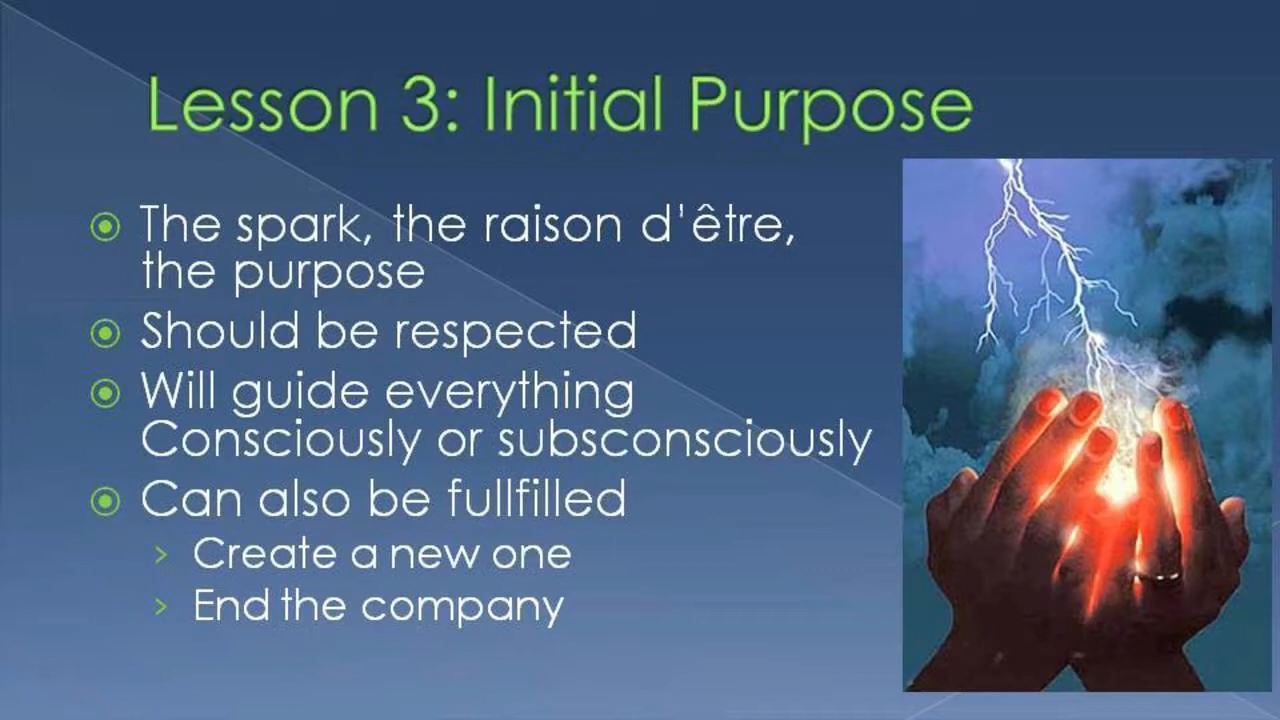 Lesson 3: Initial Purpose
The spark, the raison d'être,
the purpose
Should be respected
Will guide everything
Consciously or subsconsciously
Can also be fullfilled
Create a new one
End the company